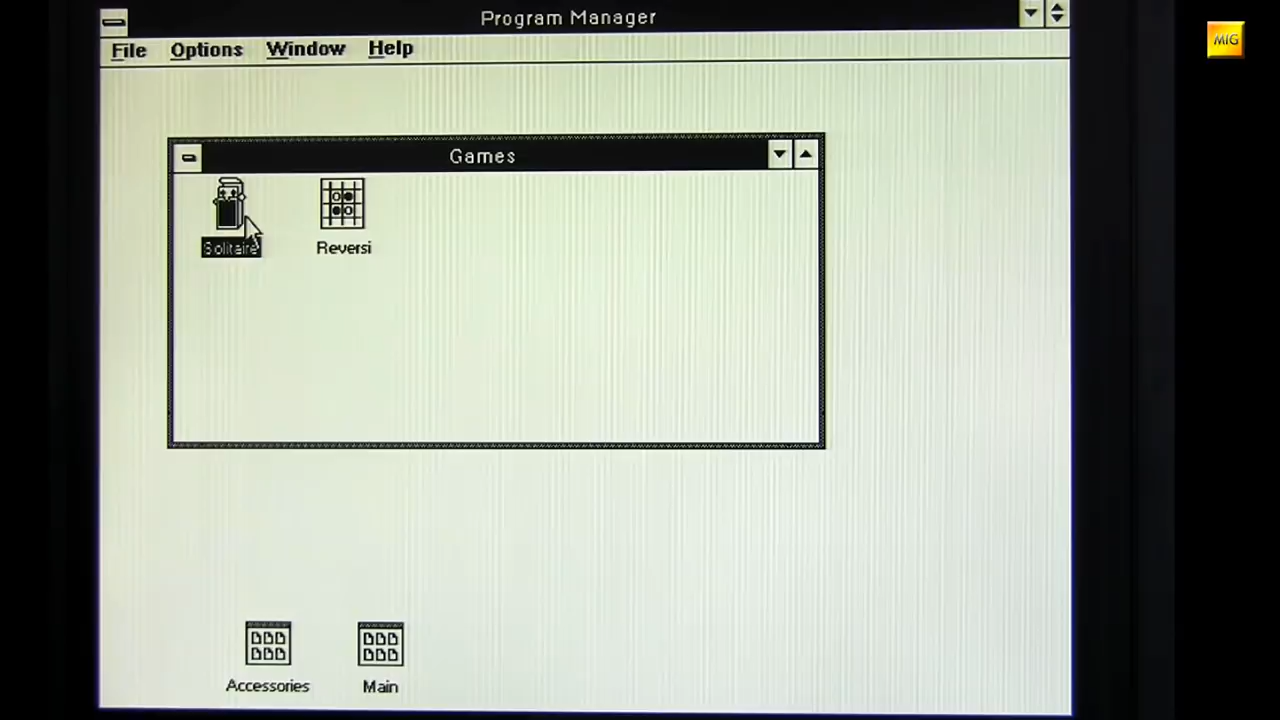 Program Manager
MIG
File Options Window Help
Games
Solitaire Reversi
Accessories Main